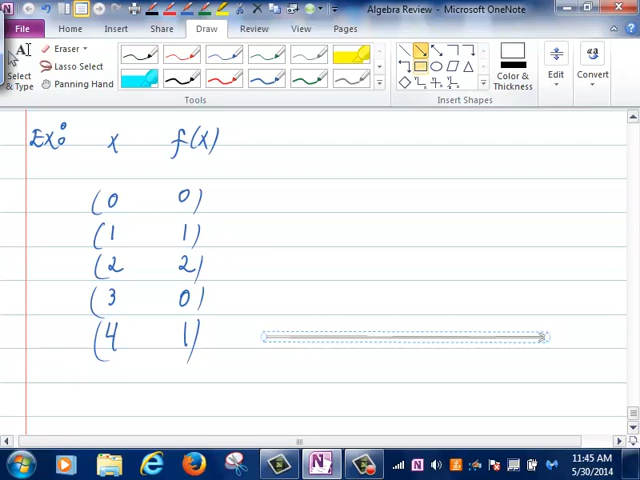 Algebra Review - OneNote
File Home Insert Share Draw Review View
Select & Type
Eraser
Lasso Select
Panning Hand
Color & Thickness
Edit
Convert
Tools
Insert Shapes
Ex: x f(x)
(0 0)
(1 1)
(2 2)
(3 0)
(4 1)
11:45 AM
5/30/2014